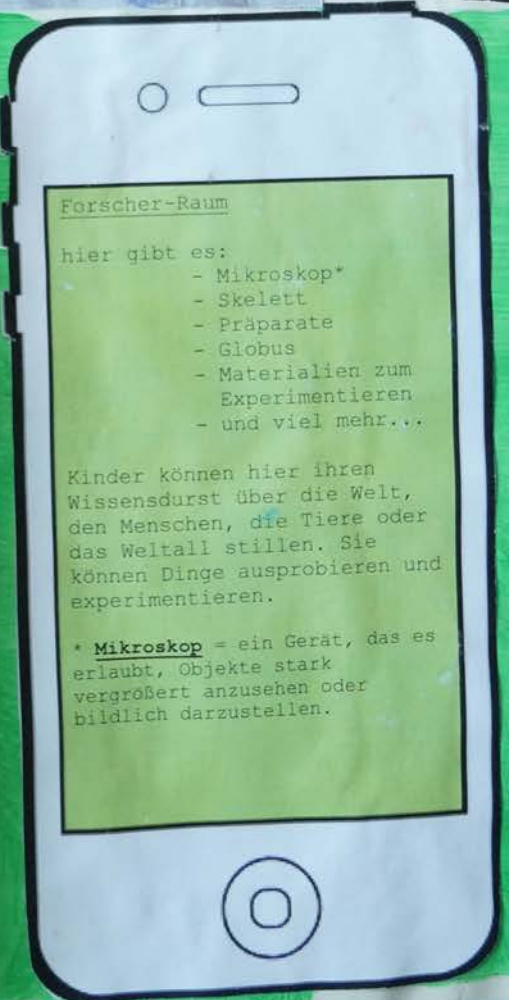 Forscher-Raum
hier gibt es:
- Mikroskop*
- Skelett
- Präparate
- Globus
- Materialien zum
Experimentieren
- und viel mehr...
Kinder können hier ihren
Wissensdurst über die Welt,
den Menschen, die Tiere oder
das Weltall stillen. Sie
können Dinge ausprobieren und
experimentieren.
* Mikroskop = ein Gerät, das es
erlaubt, Objekte stark
vergrößert anzusehen oder
bildlich darzustellen.